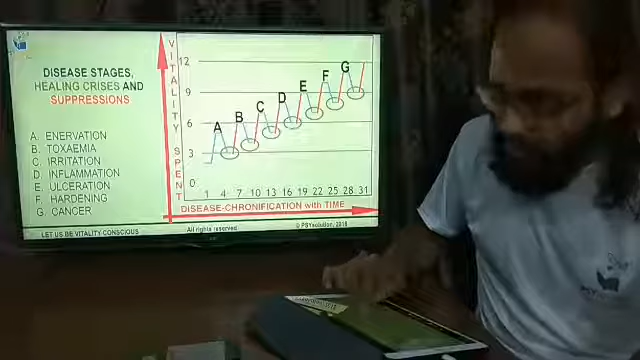 DISEASE STAGES,
HEALING CRISES AND
SUPPRESSIONS
A. ENERVATION
B. TOXAEMIA
C. IRRITATION
D. INFLAMMATION
E. ULCERATION
F. HARDENING
G. CANCER
VITALITY SPENT
12
9
6
3
0
A
B
C
D
E
F
G
1 4 7 10 13 16 19 22 25 28 31
DISEASE-CHRONIFICATION with TIME
LET US BE VITALITY-CONSCIOUS
All rights reserved
© PSYsolution, 2018